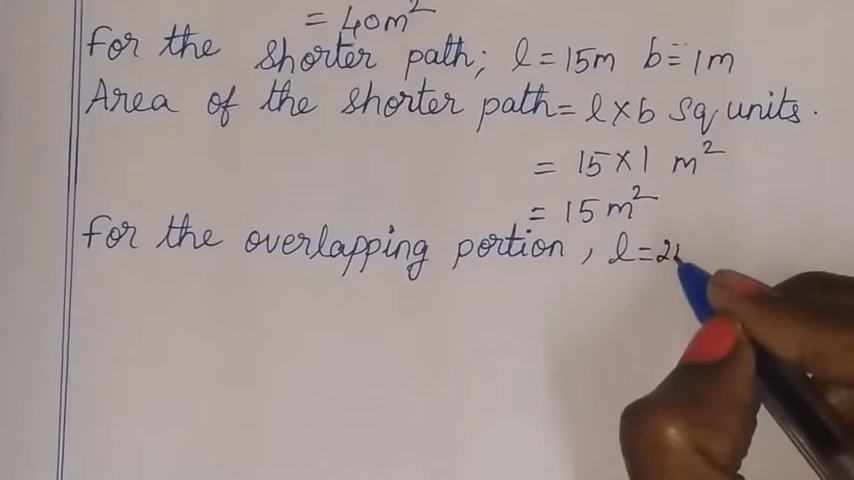 = 40m²
for the shorter path; l = 15m b = 1m
Area of the shorter path = l × b sq units.
= 15 × 1 m²
= 15 m²
for the overlapping portion, l = 2